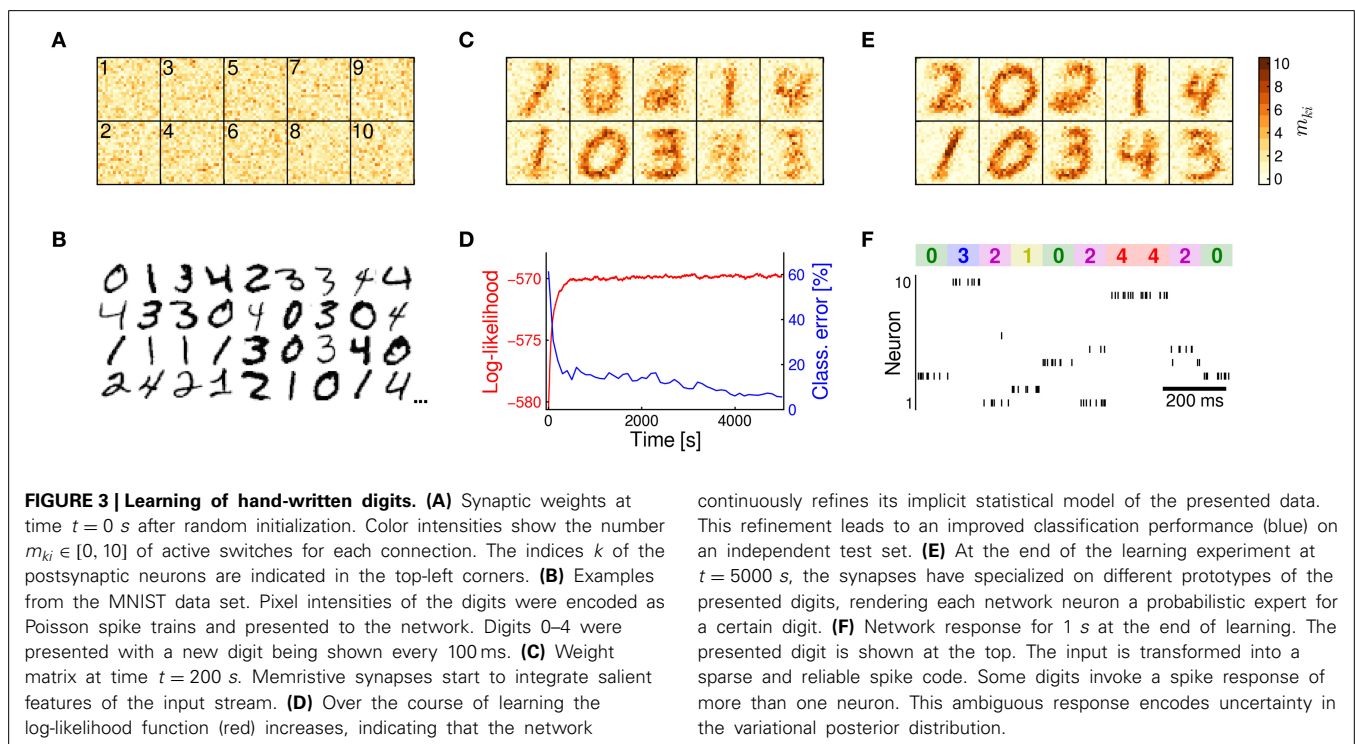 A
1 3 5 7 9
2 4 6 8 10
C
E
10
8
6
4
2
0
m_{ki}
B
0 1 3 4 2 3 3 4 4
4 3 3 0 4 0 3 0 4
1 1 1 1 3 0 3 4 0
2 4 2 1 2 1 0 1 4 ...
D
−570
−575
−580
Log-likelihood
60
40
20
0
Class. error [%]
0 2000 4000
Time [s]
F
0 3 2 1 0 2 4 4 2 0
10
Neuron
1
200 ms
FIGURE 3 | Learning of hand-written digits. (A) Synaptic weights at
time t = 0 s after random initialization. Color intensities show the number
m_{ki} ∈ [0, 10] of active switches for each connection. The indices k of the
postsynaptic neurons are indicated in the top-left corners. (B) Examples
from the MNIST data set. Pixel intensities of the digits were encoded as
Poisson spike trains and presented to the network. Digits 0–4 were
presented with a new digit being shown every 100 ms. (C) Weight
matrix at time t = 200 s. Memristive synapses start to integrate salient
features of the input stream. (D) Over the course of learning the
log-likelihood function (red) increases, indicating that the network
continuously refines its implicit statistical model of the presented data.
This refinement leads to an improved classification performance (blue) on
an independent test set. (E) At the end of the learning experiment at
t = 5000 s, the synapses have specialized on different prototypes of the
presented digits, rendering each network neuron a probabilistic expert for
a certain digit. (F) Network response for 1 s at the end of learning. The
presented digit is shown at the top. The input is transformed into a
sparse and reliable spike code. Some digits invoke a spike response of
more than one neuron. This ambiguous response encodes uncertainty in
the variational posterior distribution.